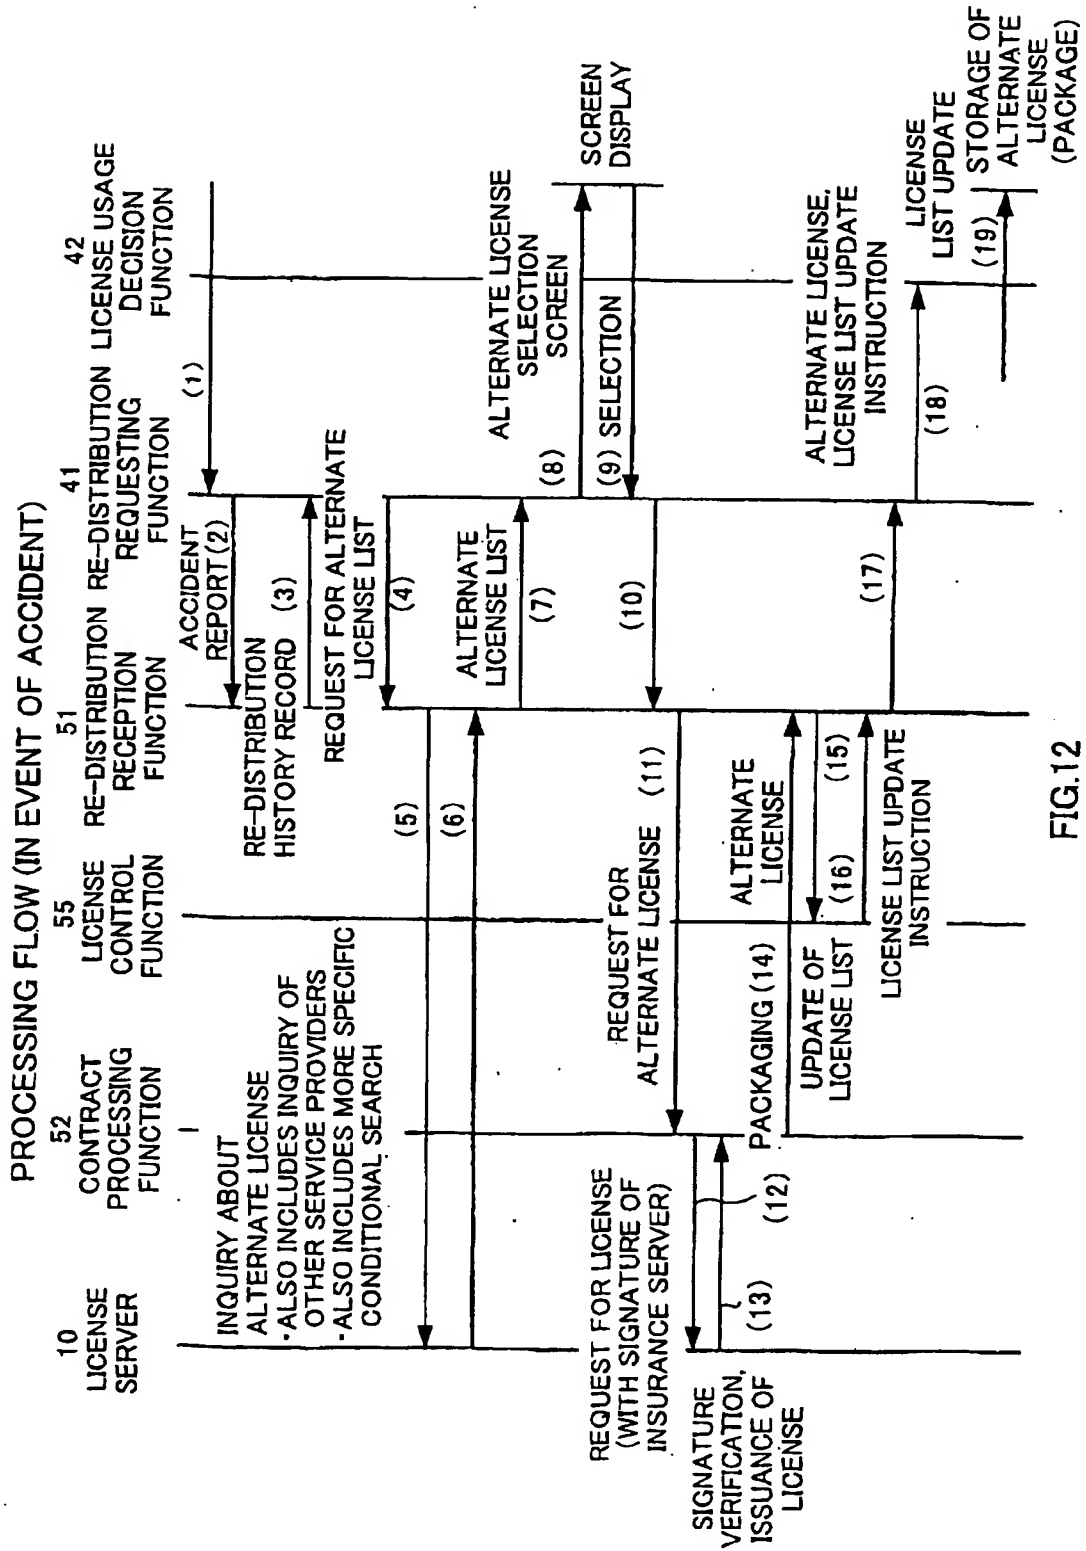 PROCESSING FLOW (IN EVENT OF ACCIDENT)
10
LICENSE
SERVER
52
CONTRACT
PROCESSING
FUNCTION
55
LICENSE
CONTROL
FUNCTION
51
RE-DISTRIBUTION
RECEPTION
FUNCTION
41
RE-DISTRIBUTION
REQUESTING
FUNCTION
42
LICENSE USAGE
DECISION
FUNCTION
(1)
ACCIDENT
REPORT (2)
RE-DISTRIBUTION
HISTORY RECORD (3)
REQUEST FOR ALTERNATE
LICENSE LIST
(4)
INQUIRY ABOUT
ALTERNATE LICENSE
·ALSO INCLUDES INQUIRY OF
OTHER SERVICE PROVIDERS
·ALSO INCLUDES MORE SPECIFIC
CONDITIONAL SEARCH
(5)
(6)
ALTERNATE
LICENSE LIST
(7)
ALTERNATE LICENSE
SELECTION
SCREEN
(8)
SCREEN
DISPLAY
(9) SELECTION
(10)
REQUEST FOR
ALTERNATE LICENSE
(11)
REQUEST FOR LICENSE
(WITH SIGNATURE OF
INSURANCE SERVER)
(12)
(13)
SIGNATURE
VERIFICATION,
ISSUANCE OF
LICENSE
PACKAGING (14)
ALTERNATE
LICENSE
UPDATE OF
LICENSE LIST
(15)
(16)
LICENSE LIST UPDATE
INSTRUCTION
ALTERNATE LICENSE,
LICENSE LIST UPDATE
INSTRUCTION
(17)
(18)
LICENSE
LIST UPDATE
(19)
STORAGE OF
ALTERNATE
LICENSE
(PACKAGE)
FIG.12